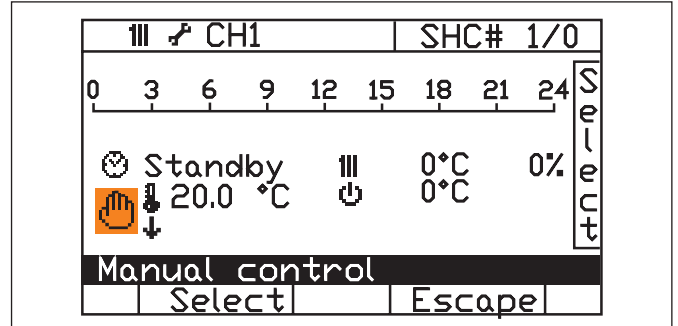 CH1 SHC# 1/0
0 3 6 9 12 15 18 21 24
Select
Standby 0°C 0%
20.0 °C 0°C
Manual control
Select Escape